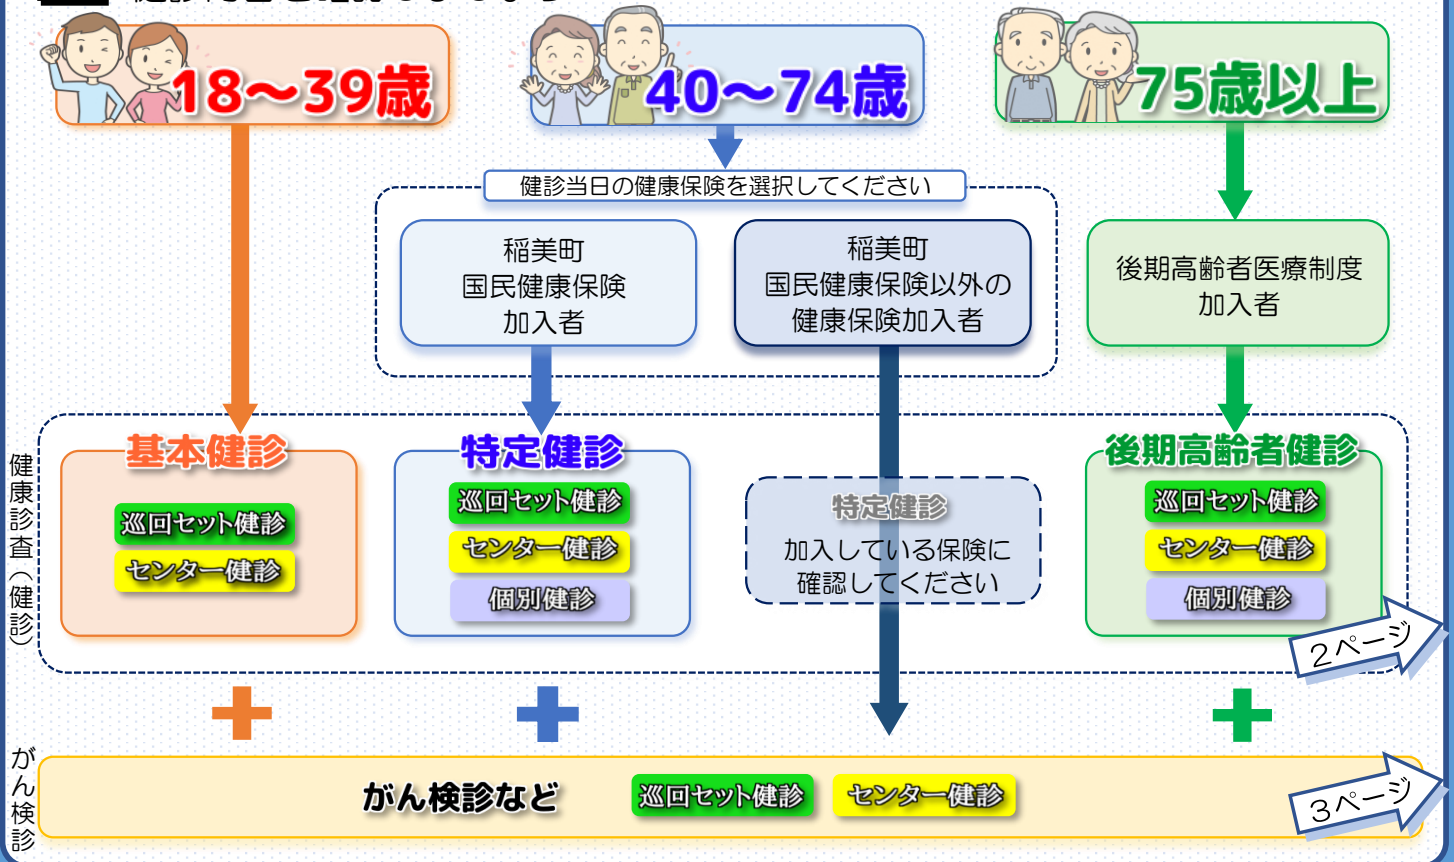 18～39歳
40～74歳
75歳以上
健診当日の健康保険を選択してください
稲美町
国民健康保険
加入者
稲美町
国民健康保険以外の
健康保険加入者
後期高齢者医療制度
加入者
健康診査（健診）
基本健診
巡回セット健診
センター健診
特定健診
巡回セット健診
センター健診
個別健診
特定健診
加入している保険に
確認してください
後期高齢者健診
巡回セット健診
センター健診
個別健診
2ページ
がん検診
がん検診など
巡回セット健診
センター健診
3ページ